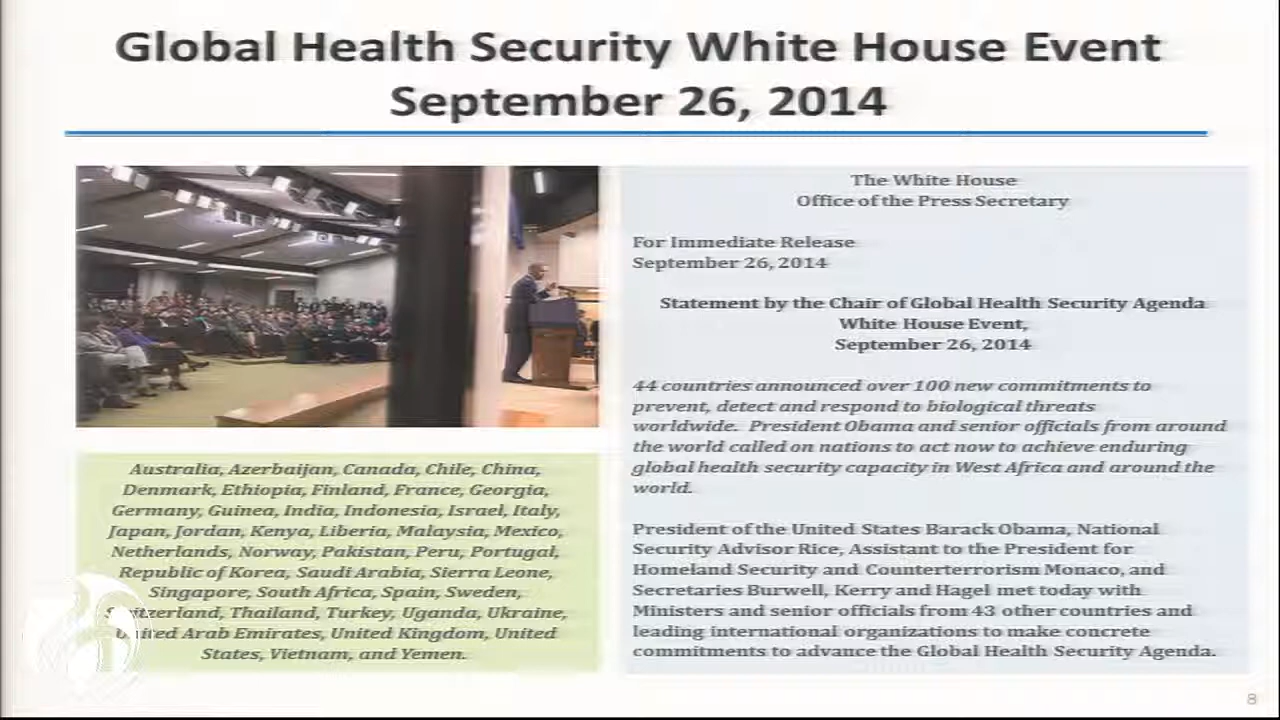 Global Health Security White House Event
September 26, 2014
Australia, Azerbaijan, Canada, Chile, China,
Denmark, Ethiopia, Finland, France, Georgia,
Germany, Guinea, India, Indonesia, Israel, Italy,
Japan, Jordan, Kenya, Liberia, Malaysia, Mexico,
Netherlands, Norway, Pakistan, Peru, Portugal,
Republic of Korea, Saudi Arabia, Sierra Leone,
Singapore, South Africa, Spain, Sweden,
Switzerland, Thailand, Turkey, Uganda, Ukraine,
United Arab Emirates, United Kingdom, United
States, Vietnam, and Yemen.
The White House
Office of the Press Secretary
For Immediate Release
September 26, 2014
Statement by the Chair of Global Health Security Agenda
White House Event,
September 26, 2014
44 countries announced over 100 new commitments to
prevent, detect and respond to biological threats
worldwide. President Obama and senior officials from around
the world called on nations to act now to achieve enduring
global health security capacity in West Africa and around the
world.
President of the United States Barack Obama, National
Security Advisor Rice, Assistant to the President for
Homeland Security and Counterterrorism Monaco, and
Secretaries Burwell, Kerry and Hagel met today with
Ministers and senior officials from 43 other countries and
leading international organizations to make concrete
commitments to advance the Global Health Security Agenda.
8